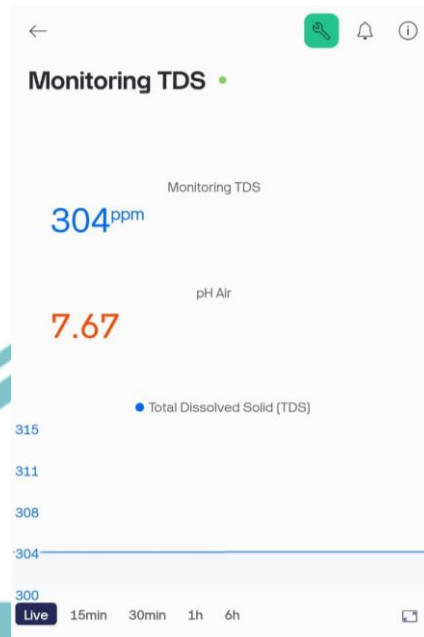 Monitoring TDS
Monitoring TDS
304ppm
pH Air
7.67
Total Dissolved Solid (TDS)
315
311
308
304
300
Live 15min 30min 1h 6h